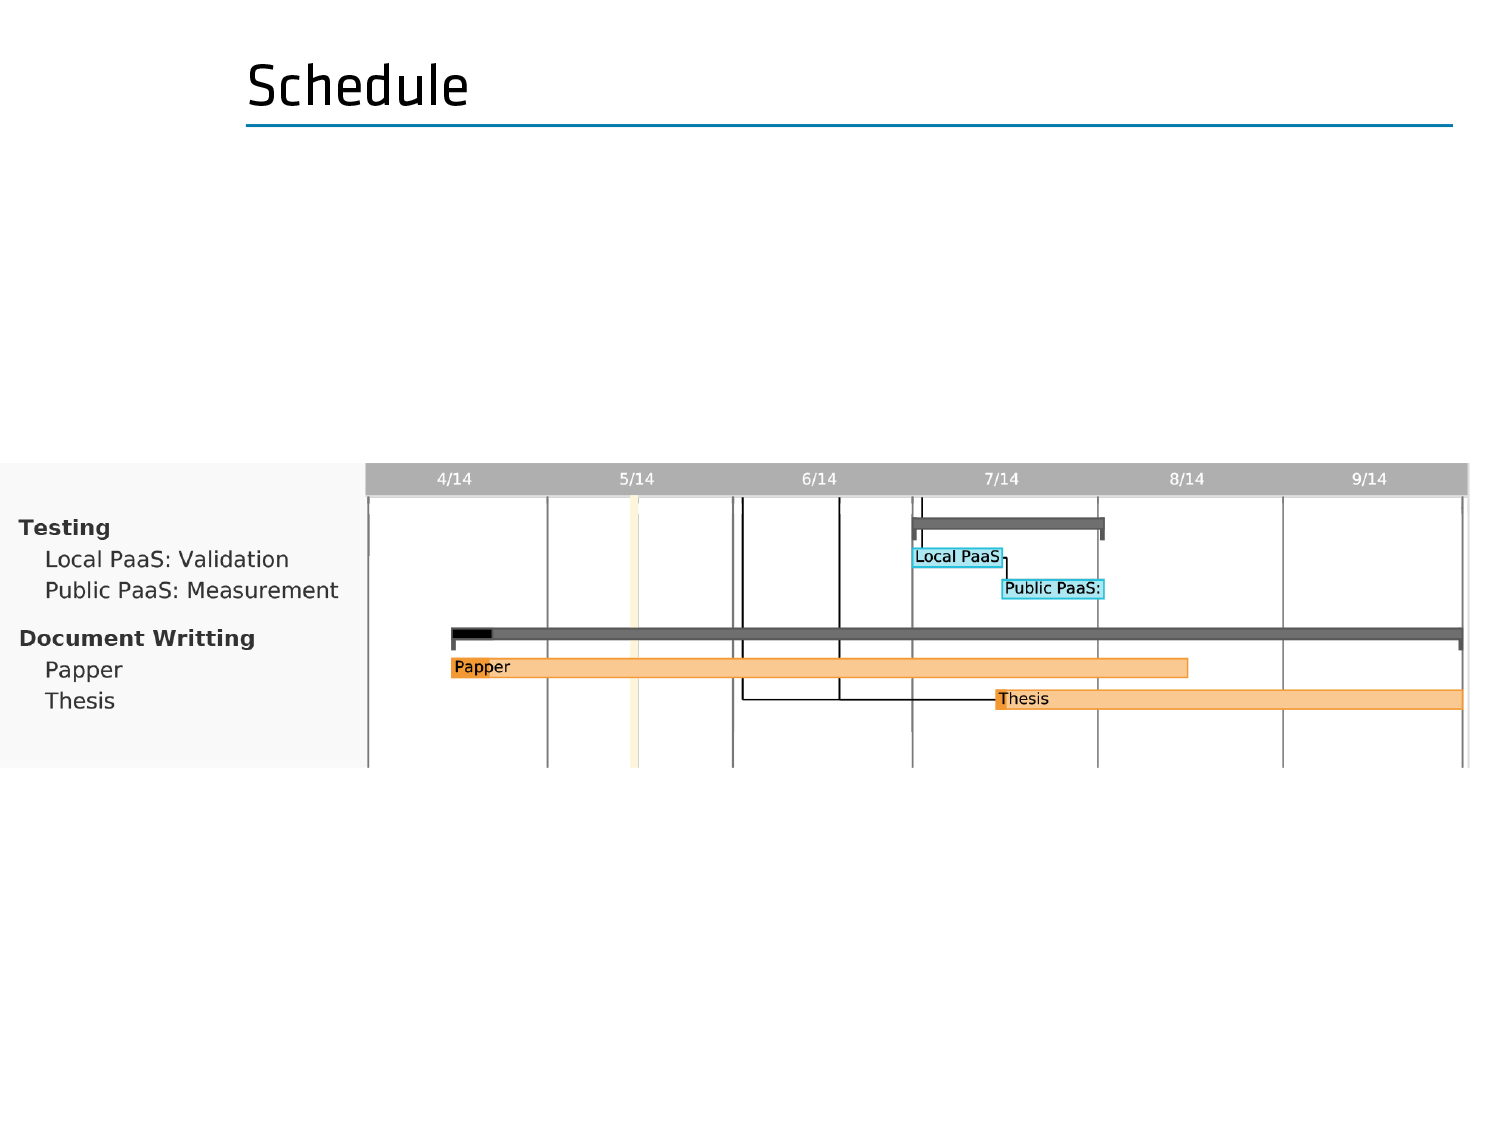 Schedule
4/14 5/14 6/14 7/14 8/14 9/14
Testing
Local PaaS: Validation
Local PaaS
Public PaaS: Measurement
Public PaaS:
Document Writting
Papper
Papper
Thesis
Thesis